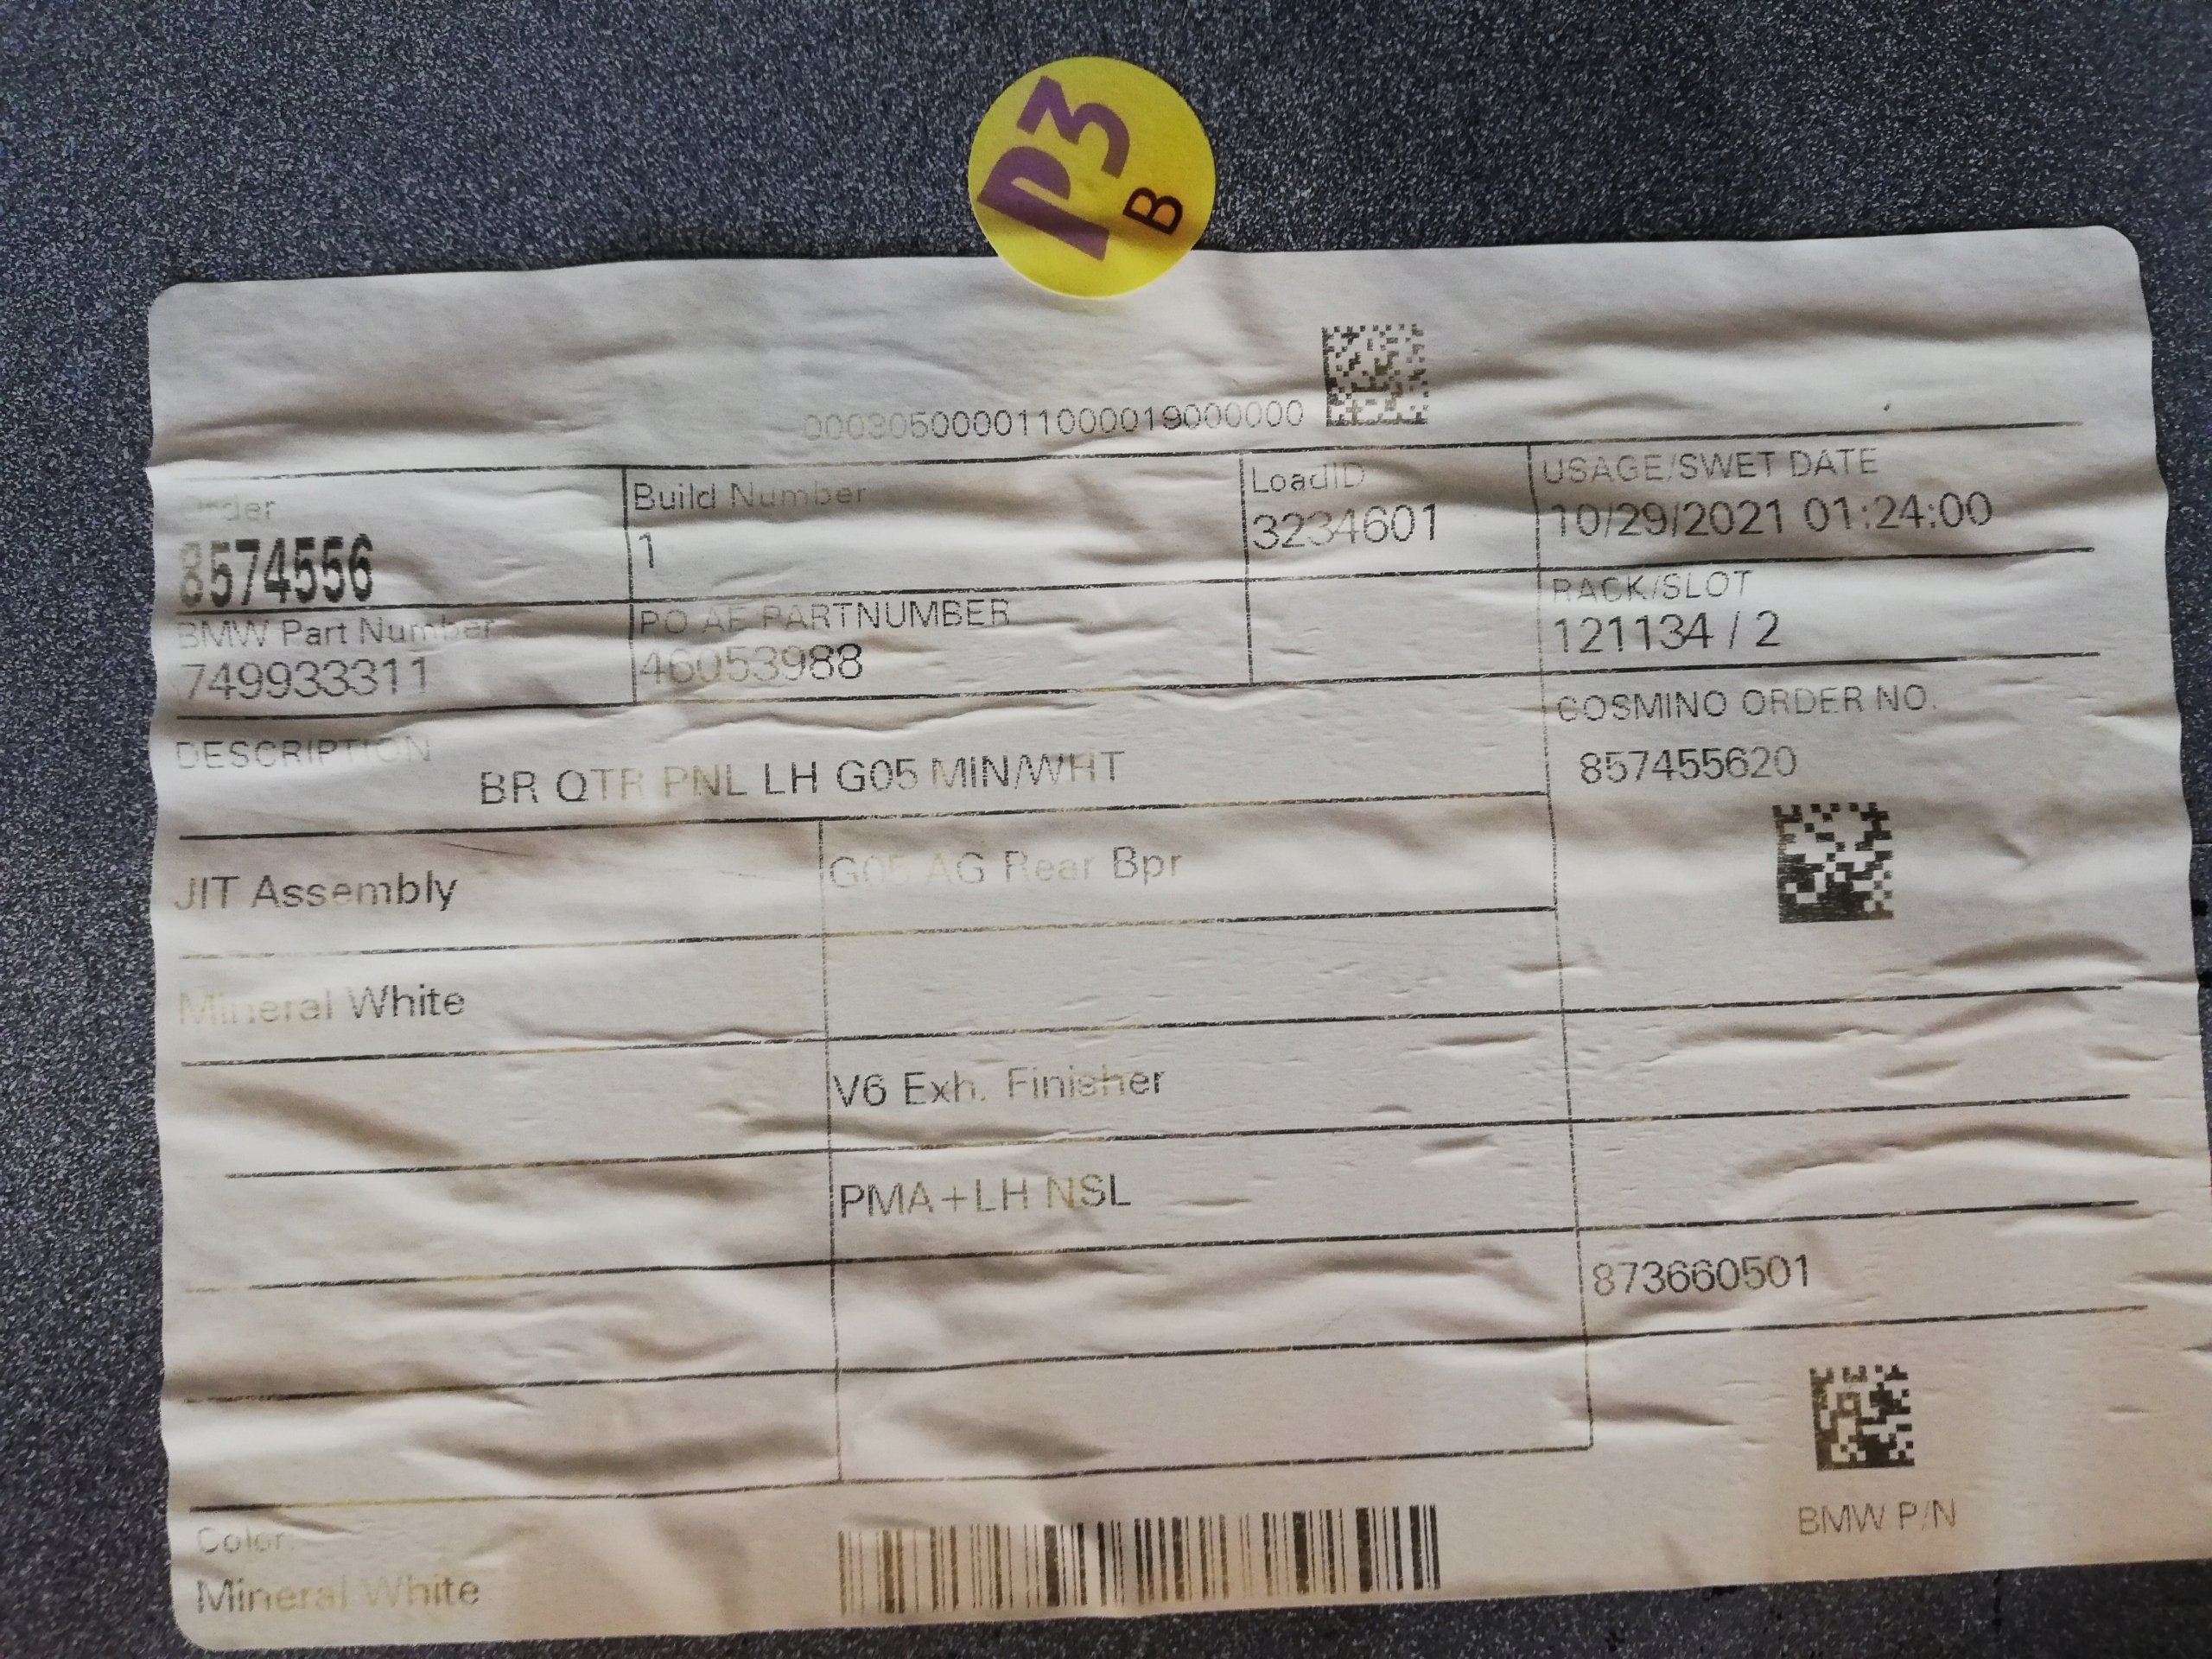 P3
B
000305000011000019000000
Order
8574556
Build Number
1
LoadID
3234601
USAGE/SWET DATE
10/29/2021 01:24:00
BMW Part Number
749933311
PO AF PARTNUMBER
46053988
RACK/SLOT
121134 / 2
DESCRIPTION
BR QTR PNL LH G05 MIN/WHT
COSMINO ORDER NO.
857455620
JIT Assembly
G05 AG Rear Bpr
Mineral White
V6 Exh. Finisher
PMA+LH NSL
873660501
BMW P/N
Color:
Mineral White